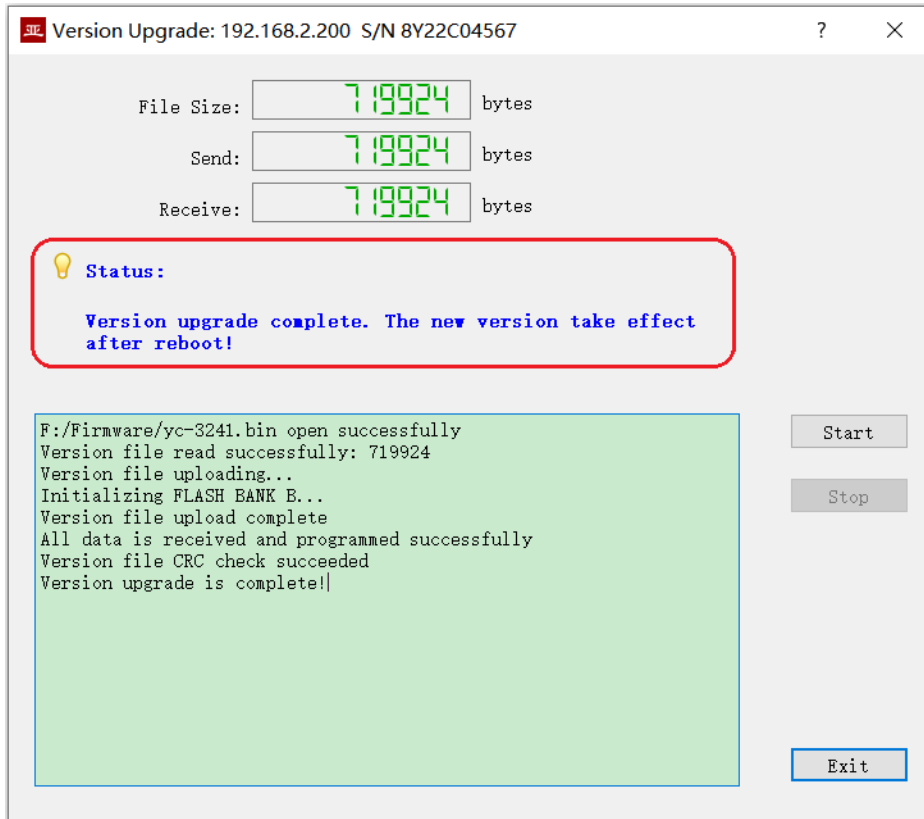 亚 Version Upgrade: 192.168.2.200 S/N 8Y22C04567 ?
File Size: 719924 bytes
Send: 719924 bytes
Receive: 719924 bytes
Status:
Version upgrade complete. The new version take effect
after reboot!
F:/Firmware/yc-3241.bin open successfully
Version file read successfully: 719924
Version file uploading...
Initializing FLASH BANK B...
Version file upload complete
All data is received and programmed successfully
Version file CRC check succeeded
Version upgrade is complete!
Start
Stop
Exit